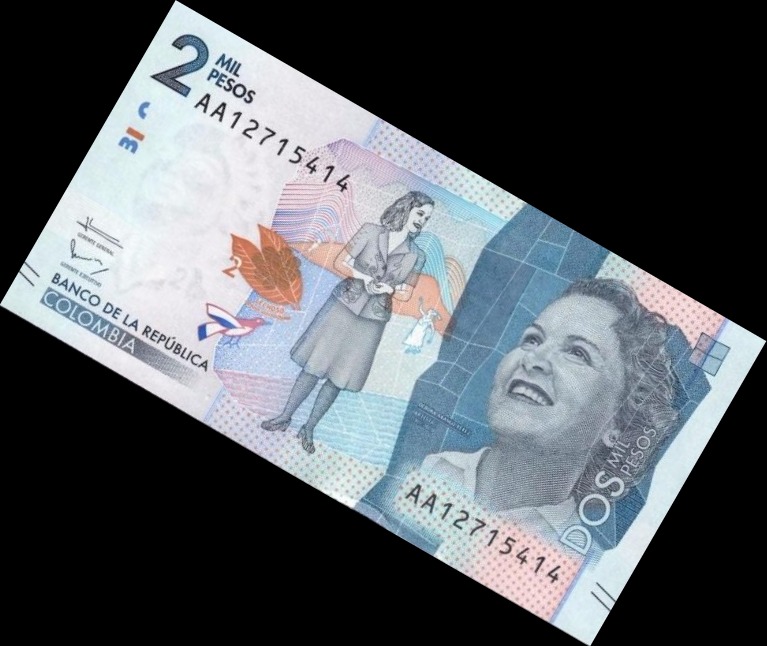 2 MIL
PESOS
AA12715414
GERENTE GENERAL
GERENTE EJECUTIVO
BANCO DE LA REPÚBLICA
COLOMBIA
2
AA12715414
DOS MIL
PESOS